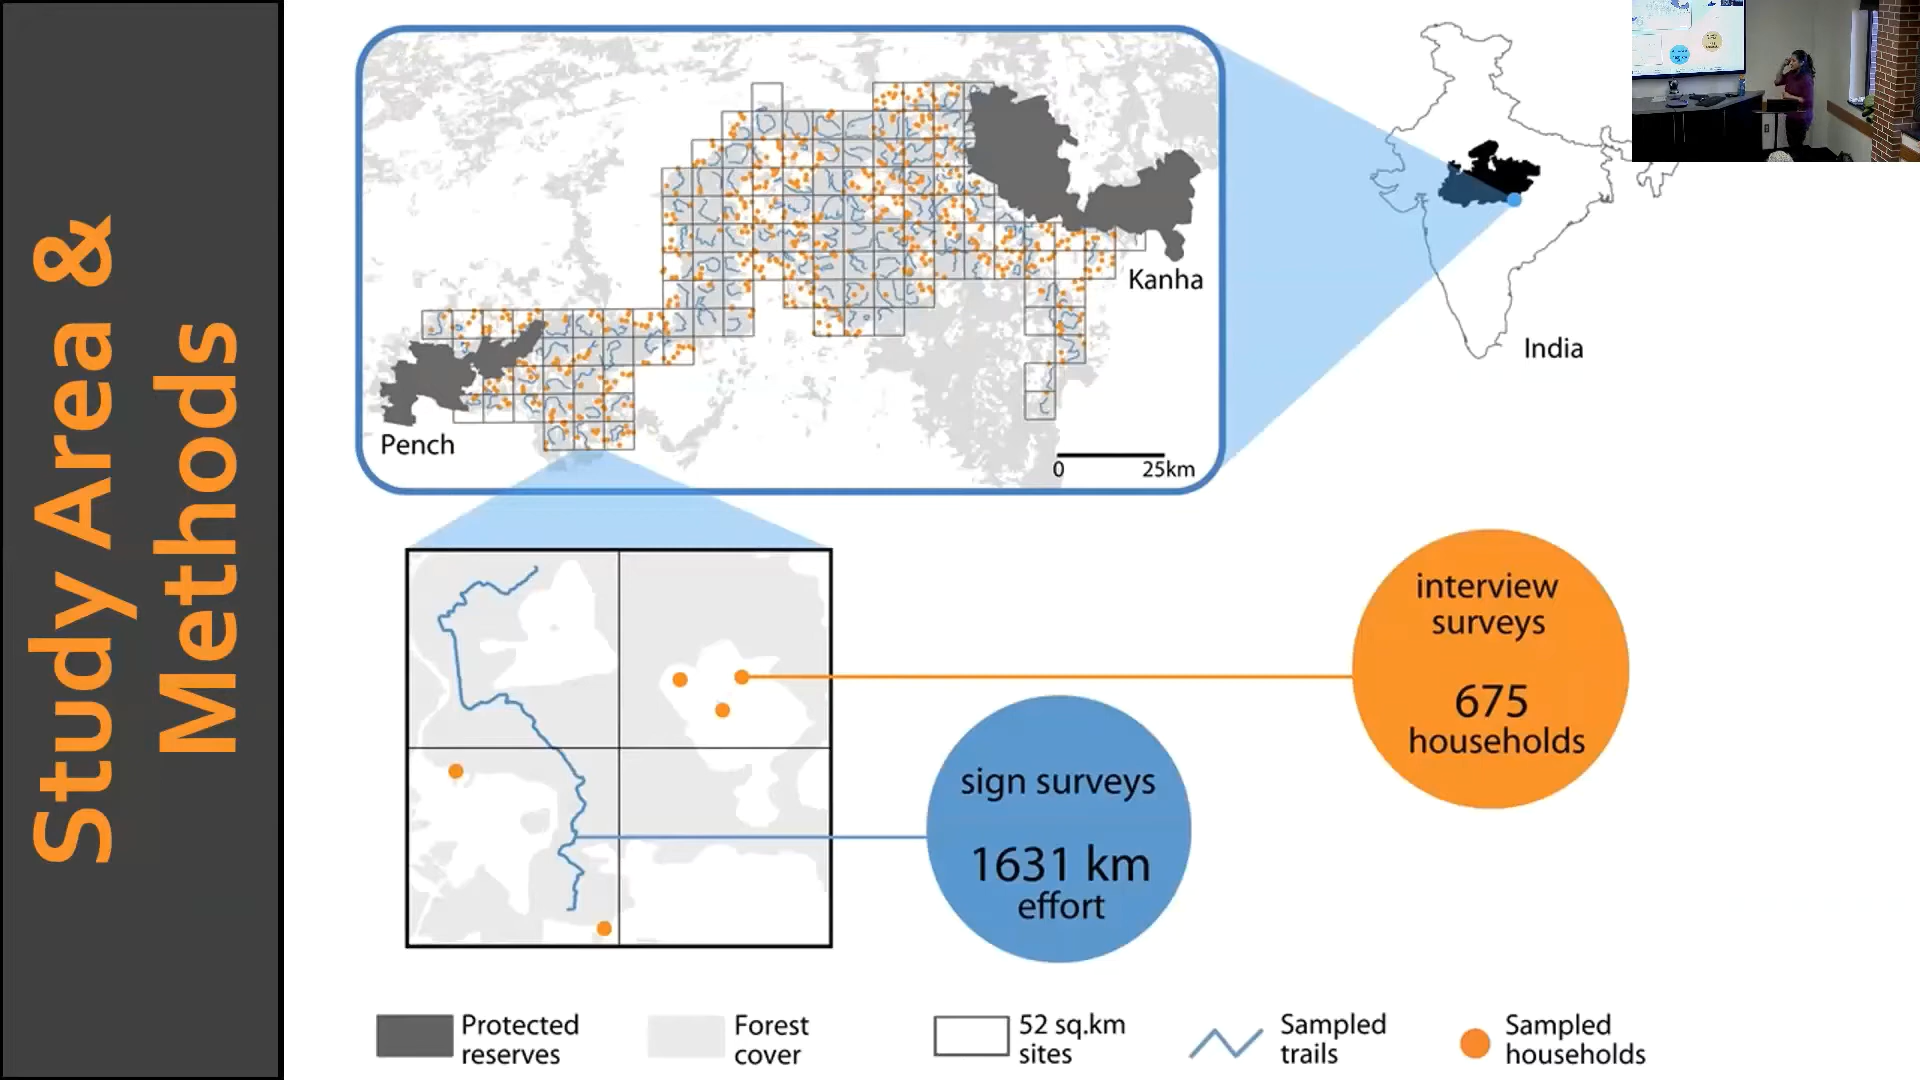 Study Area &
Methods
Kanha
Pench
0
25km
India
interview
surveys
675
households
sign surveys
1631 km
effort
Protected
reserves
Forest
cover
52 sq.km
sites
Sampled
trails
Sampled
households